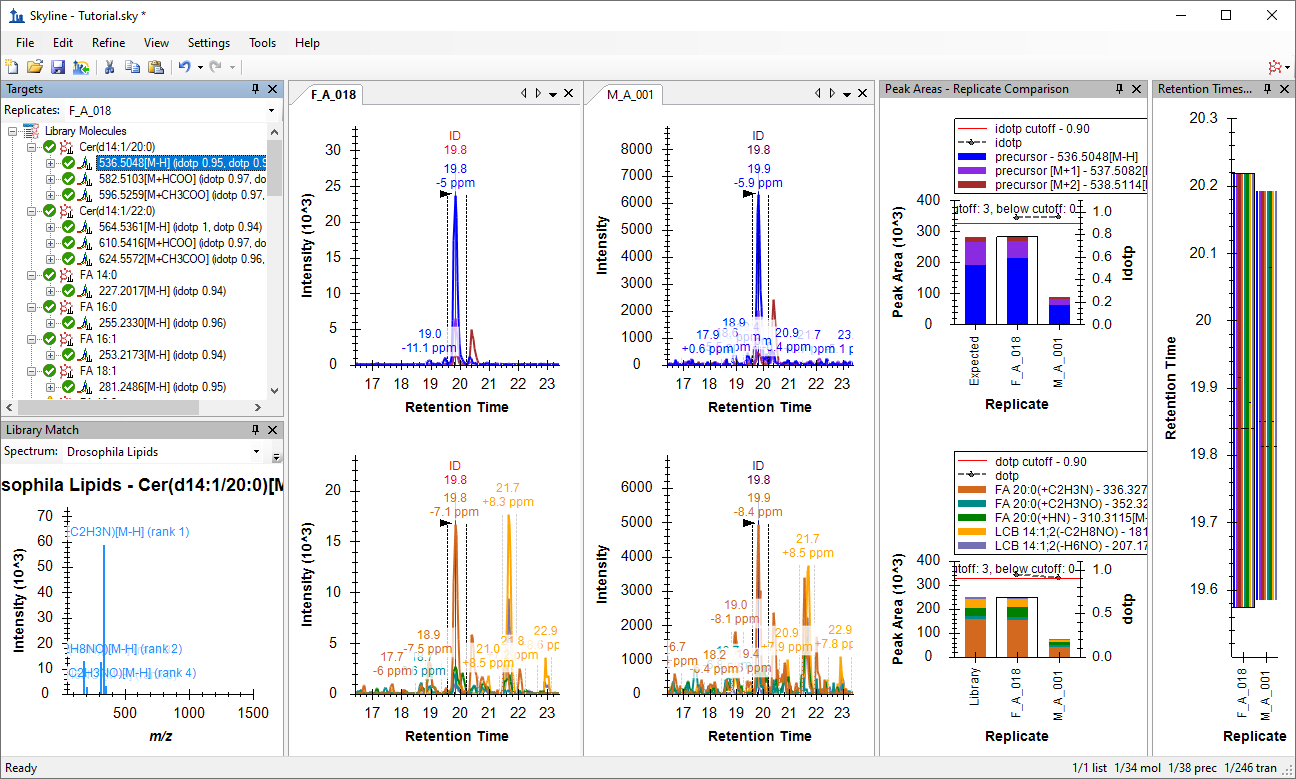 Skyline - Tutorial.sky *
File Edit Refine View Settings Tools Help
Targets
Replicates: F_A_018
Library Molecules
Cer(d14:1/20:0)
536.5048[M-H] (idotp 0.95, dotp 0.9
582.5103[M+HCOO] (idotp 0.97, do
596.5259[M+CH3COO] (idotp 0.97,
Cer(d14:1/22:0)
564.5361[M-H] (idotp 1, dotp 0.94)
610.5416[M+HCOO] (idotp 0.97, do
624.5572[M+CH3COO] (idotp 0.96,
FA 14:0
227.2017[M-H] (idotp 0.94)
FA 16:0
255.2330[M-H] (idotp 0.96)
FA 16:1
253.2173[M-H] (idotp 0.94)
FA 18:1
281.2486[M-H] (idotp 0.95)
Library Match
Spectrum: Drosophila Lipids
sophila Lipids - Cer(d14:1/20:0)[M
C2H3N)[M-H] (rank 1)
H8NO)[M-H] (rank 2)
C2H3NO)[M-H] (rank 4)
Intensity (10^3)
70
60
50
40
30
20
10
0
500 1000 1500
m/z
F_A_018
ID
19.8
19.8
-5 ppm
19.0
-11.1 ppm
Intensity (10^3)
30
25
20
15
10
5
0
17 18 19 20 21 22 23
Retention Time
ID
19.8
19.8
-7.1 ppm
21.7
+8.3 ppm
18.9
-7.5 ppm
17.7
-6 ppm
21.0
+8.5 ppm
22.9
Intensity (10^3)
20
15
10
5
0
17 18 19 20 21 22 23
Retention Time
M_A_001
ID
19.8
19.9
-5.9 ppm
17.9
+0.6 ppm
18.9
20.9
Intensity
8000
7000
6000
5000
4000
3000
2000
1000
0
17 18 19 20 21 22 23
Retention Time
ID
19.8
19.9
-8.4 ppm
21.7
+8.5 ppm
19.0
-8.1 ppm
18.2
20.9
22.9
+7.8 ppm
Intensity
6000
5000
4000
3000
2000
1000
0
17 18 19 20 21 22 23
Retention Time
Peak Areas - Replicate Comparison
idotp cutoff - 0.90
idotp
precursor - 536.5048[M-H]
precursor [M+1] - 537.5082[
precursor [M+2] - 538.5114[
utoff: 3, below cutoff: 0
Peak Area (10^3)
400
300
200
100
0
1.0
0.8
0.6
0.4
0.2
0.0
idotp
Expected
F_A_018
M_A_001
Replicate
dotp cutoff - 0.90
dotp
FA 20:0(+C2H3N) - 336.327
FA 20:0(+C2H3NO) - 352.32
FA 20:0(+HN) - 310.3115[M-
LCB 14:1;2(-C2H8NO) - 181
LCB 14:1;2(-H6NO) - 207.17
utoff: 3, below cutoff: 0
Peak Area (10^3)
400
300
200
100
0
1.0
0.5
0.0
dotp
Library
F_A_018
M_A_001
Replicate
Retention Times...
Retention Time
20.3
20.2
20.1
20
19.9
19.8
19.7
19.6
F_A_018
M_A_001
Replicate
Ready
1/1 list 1/34 mol 1/38 prec 1/246 tran